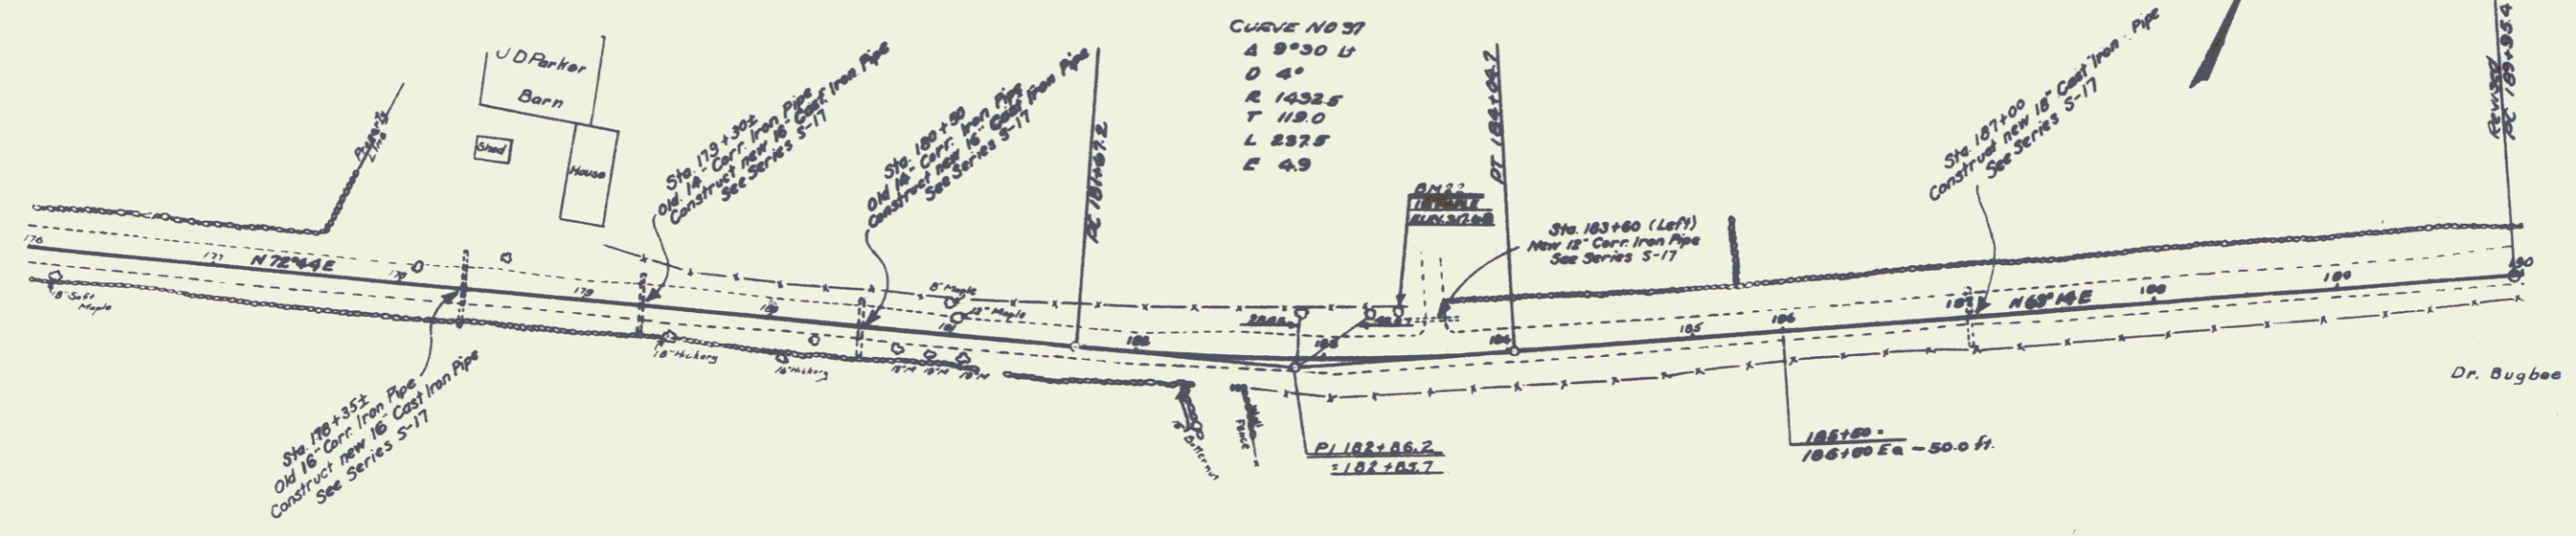 J D Parker
Barn
Shed
House
Property
Line
Sta. 179+30±
Old 14" Corr. Iron Pipe
Construct new 16" Cast Iron Pipe
See Series S-17
Sta. 180+50
Old 14" Corr. Iron Pipe
Construct new 16" Cast Iron Pipe
See Series S-17
PC 181+67.2
CURVE NO 37
Δ 9°30 Lt
D 4°
R 1432.5
T 119.0
L 237.5
E 4.9
PT 184+04.7
BM 22
Sta. 183+60 (Left)
New 12" Corr. Iron Pipe
See Series S-17
Sta. 187+00
Construct new 18" Cast Iron Pipe
See Series S-17
Revised
PC 189+95.4
176
177
N 72°44 E
178
179
180
181
182
183
184
185
186
187
N 63°14 E
188
189
190
18" Soft
Maple
8" Maple
12" Maple
18" Hickory
16" Hickory
18" M
18" M
18" M
Sta. 178+35±
Old 16" Corr. Iron Pipe
Construct new 16" Cast Iron Pipe
See Series S-17
Butternut
Fence
PI 182+86.2
=182+85.7
185+50 =
186+00 Eq -50.0 ft.
Dr. Bugbee